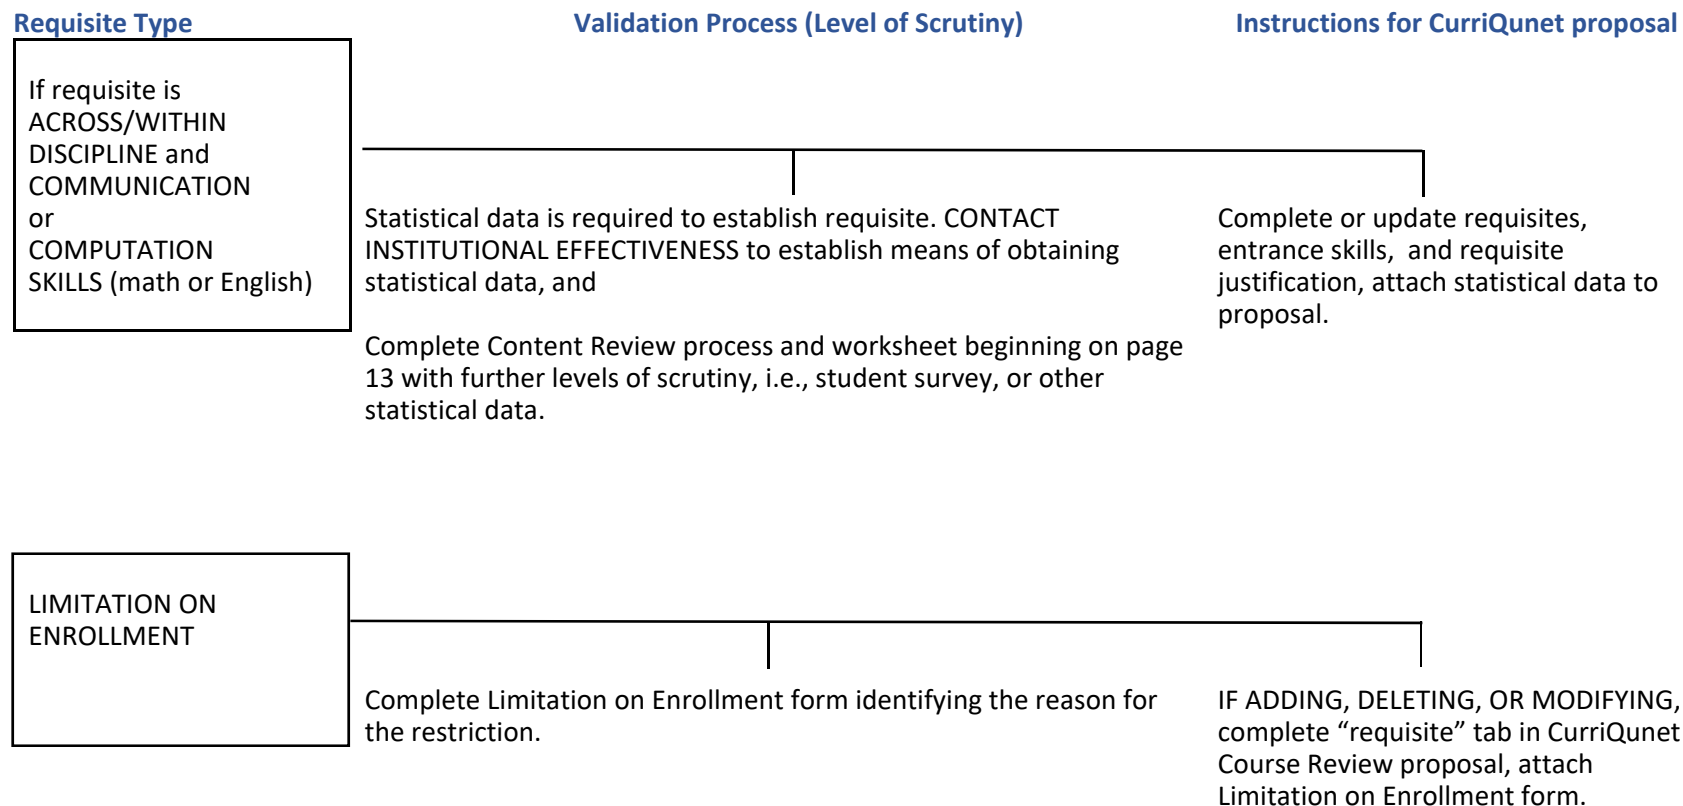 Requisite Type
Validation Process (Level of Scrutiny)
Instructions for CurriQunet proposal
If requisite is
ACROSS/WITHIN
DISCIPLINE and
COMMUNICATION
or
COMPUTATION
SKILLS (math or English)
Statistical data is required to establish requisite. CONTACT
INSTITUTIONAL EFFECTIVENESS to establish means of obtaining
statistical data, and
Complete Content Review process and worksheet beginning on page
13 with further levels of scrutiny, i.e., student survey, or other
statistical data.
Complete or update requisites,
entrance skills,  and requisite
justification, attach statistical data to
proposal.
LIMITATION ON
ENROLLMENT
Complete Limitation on Enrollment form identifying the reason for
the restriction.
IF ADDING, DELETING, OR MODIFYING,
complete “requisite” tab in CurriQunet
Course Review proposal, attach
Limitation on Enrollment form.